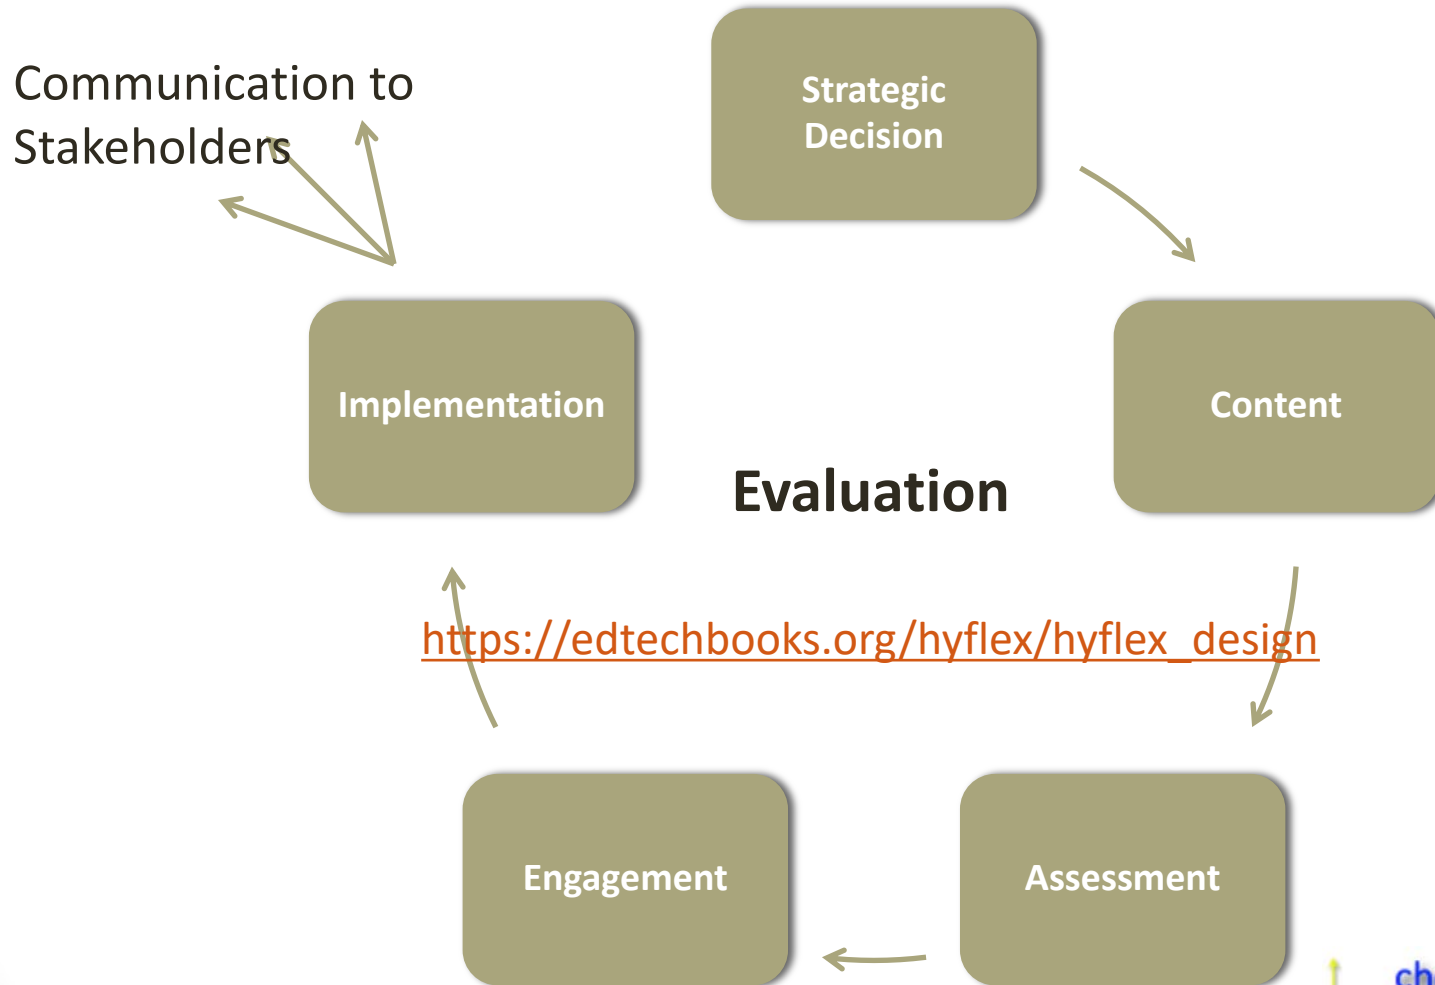 Communication to
Stakeholders
Strategic
Decision
Implementation
Content
Evaluation
https://edtechbooks.org/hyflex/hyflex_design
Engagement
Assessment